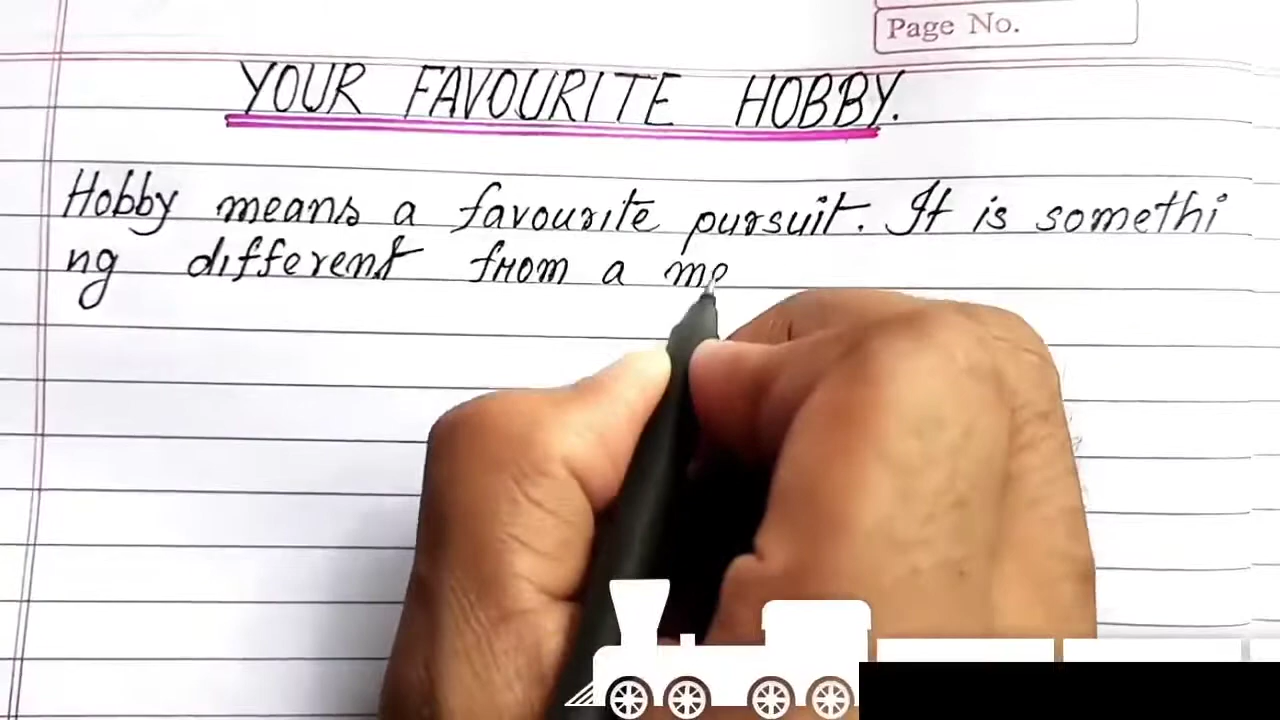 Page No.
YOUR FAVOURITE HOBBY.
Hobby means a favourite pursuit. It is somethi
ng different from a